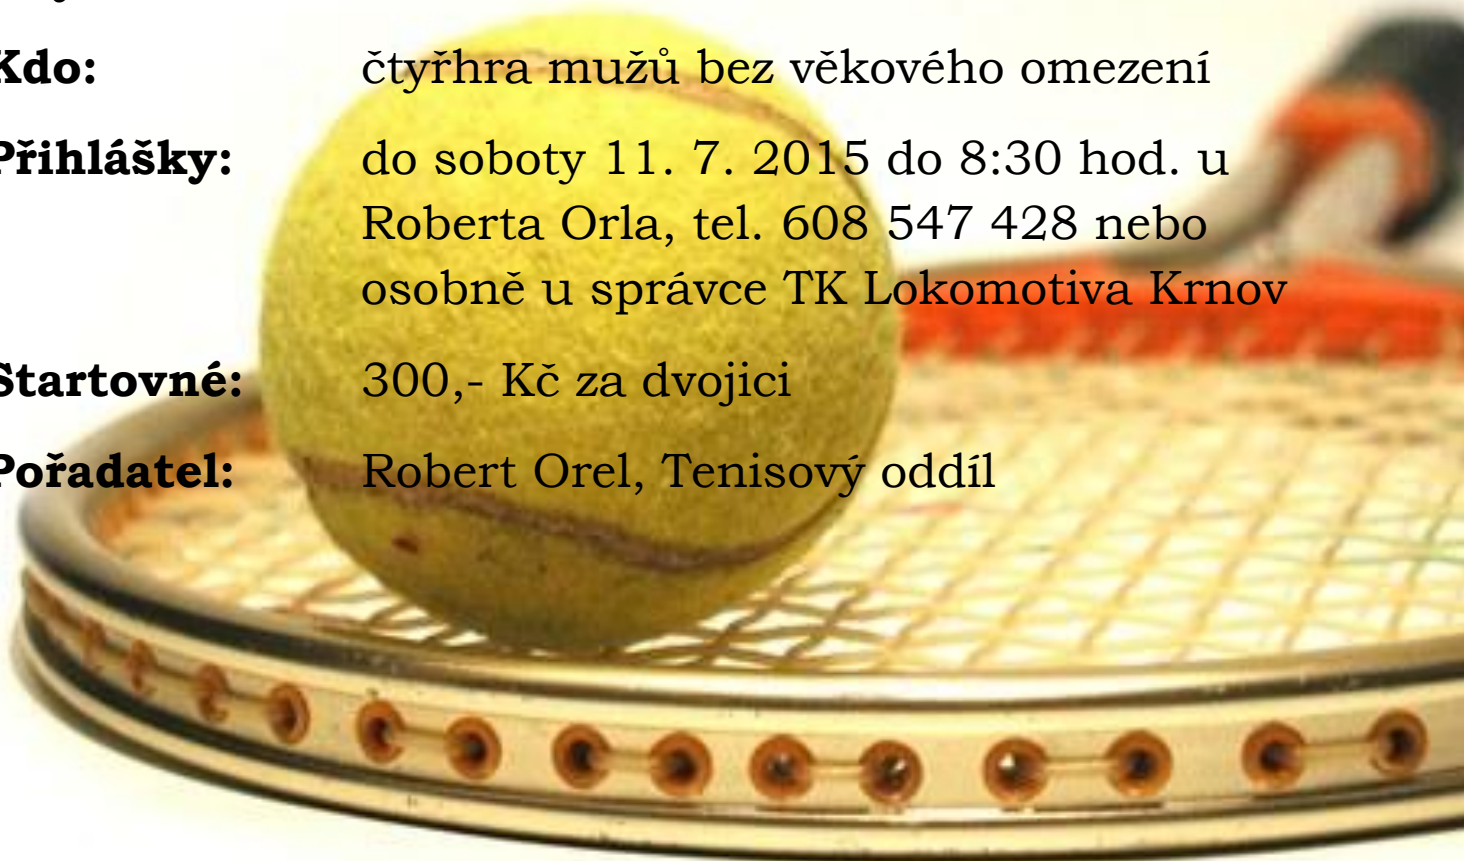 Kdo: čtyřhra mužů bez věkového omezení
Přihlášky: do soboty 11. 7. 2015 do 8:30 hod. u
Roberta Orla, tel. 608 547 428 nebo
osobně u správce TK Lokomotiva Krnov
Startovné: 300,- Kč za dvojici
Pořadatel: Robert Orel, Tenisový oddíl